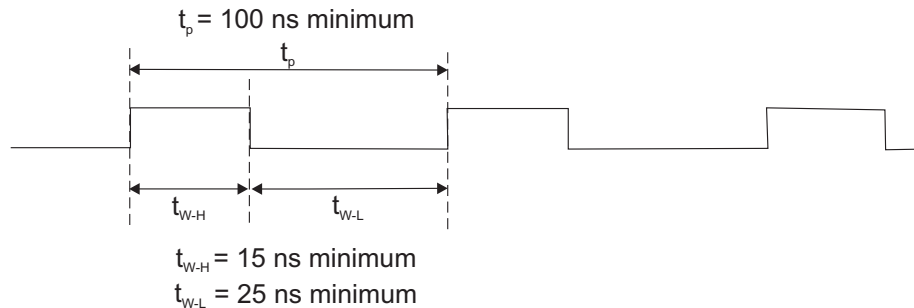 tp = 100 ns minimum
tp
tW-H
tW-L
tW-H = 15 ns minimum
tW-L = 25 ns minimum